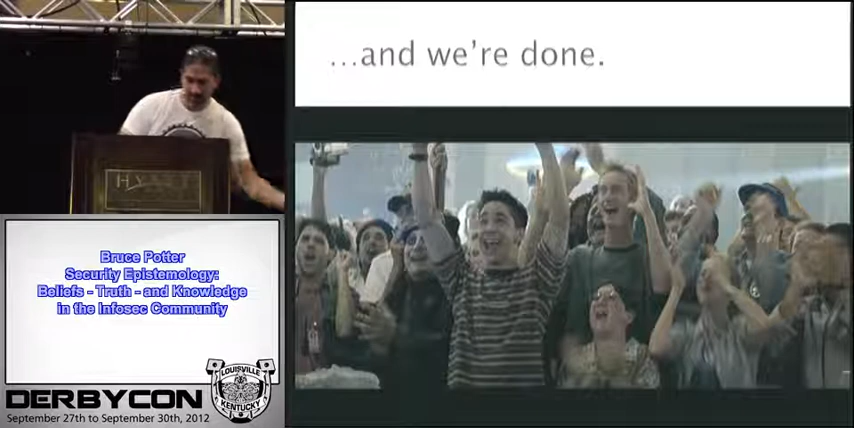 ...and we're done.
HYATT
Bruce Potter
Security Epistemology:
Beliefs - Truth - and Knowledge
in the Infosec Community
LOUISVILLE
KENTUCKY
DERBYCON
September 27th to September 30th, 2012